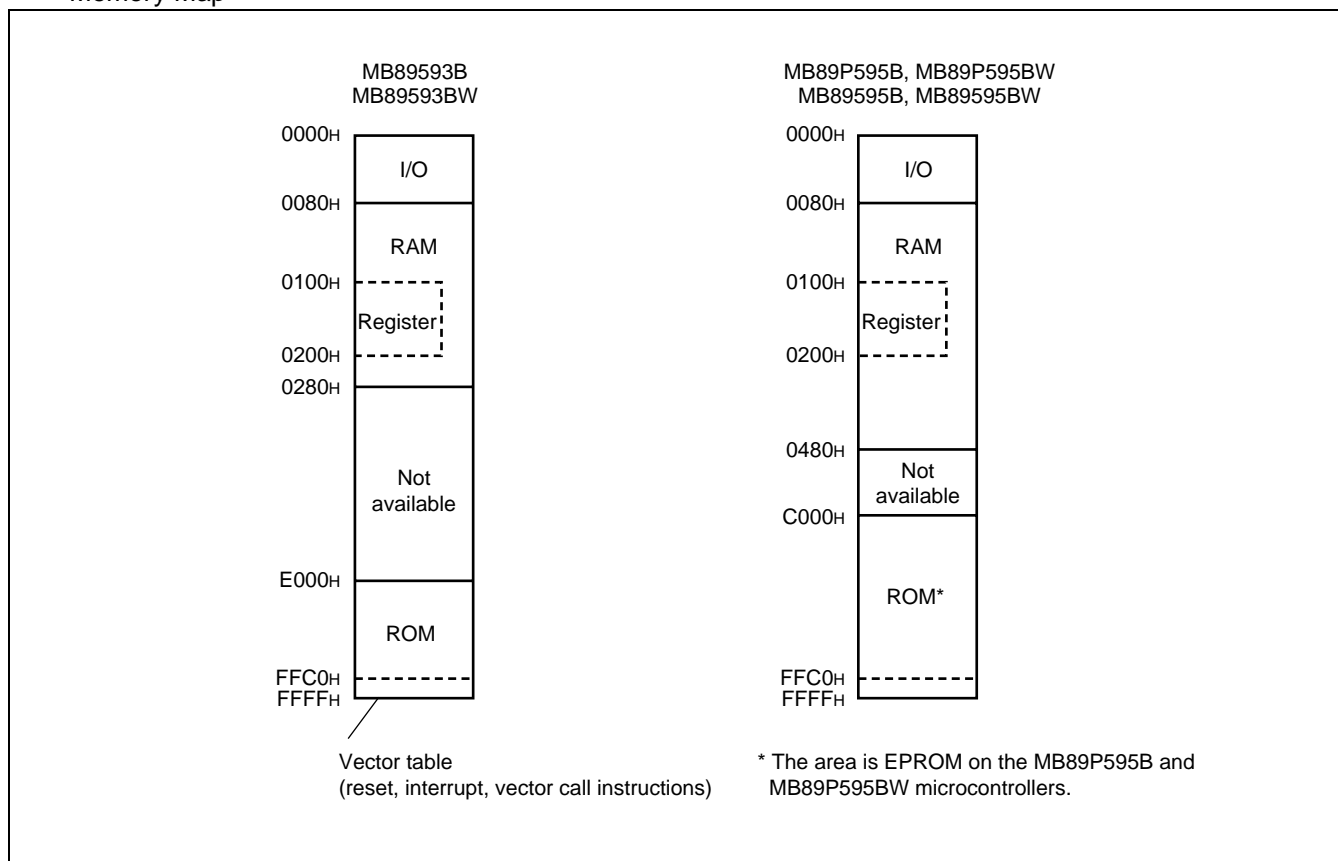 Memory Map
MB89593B
MB89593BW
0000H
I/O
0080H
RAM
0100H
Register
0200H
0280H
Not
available
E000H
ROM
FFC0H
FFFFH
Vector table
(reset, interrupt, vector call instructions)
MB89P595B, MB89P595BW
MB89595B, MB89595BW
0000H
I/O
0080H
RAM
0100H
Register
0200H
0480H
Not
available
C000H
ROM*
FFC0H
FFFFH
* The area is EPROM on the MB89P595B and
MB89P595BW microcontrollers.